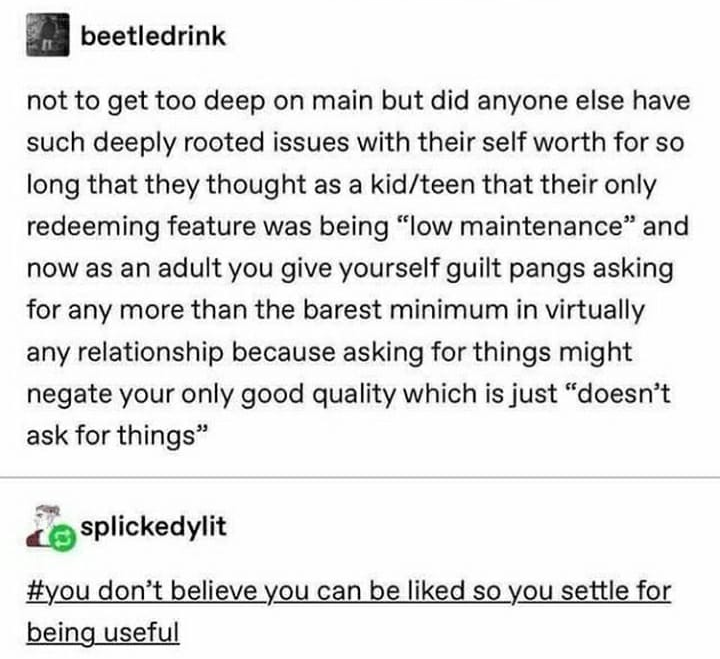 beetledrink
not to get too deep on main but did anyone else have
such deeply rooted issues with their self worth for so
long that they thought as a kid/teen that their only
redeeming feature was being “low maintenance” and
now as an adult you give yourself guilt pangs asking
for any more than the barest minimum in virtually
any relationship because asking for things might
negate your only good quality which is just “doesn’t
ask for things”
splickedylit
#you don’t believe you can be liked so you settle for
being useful